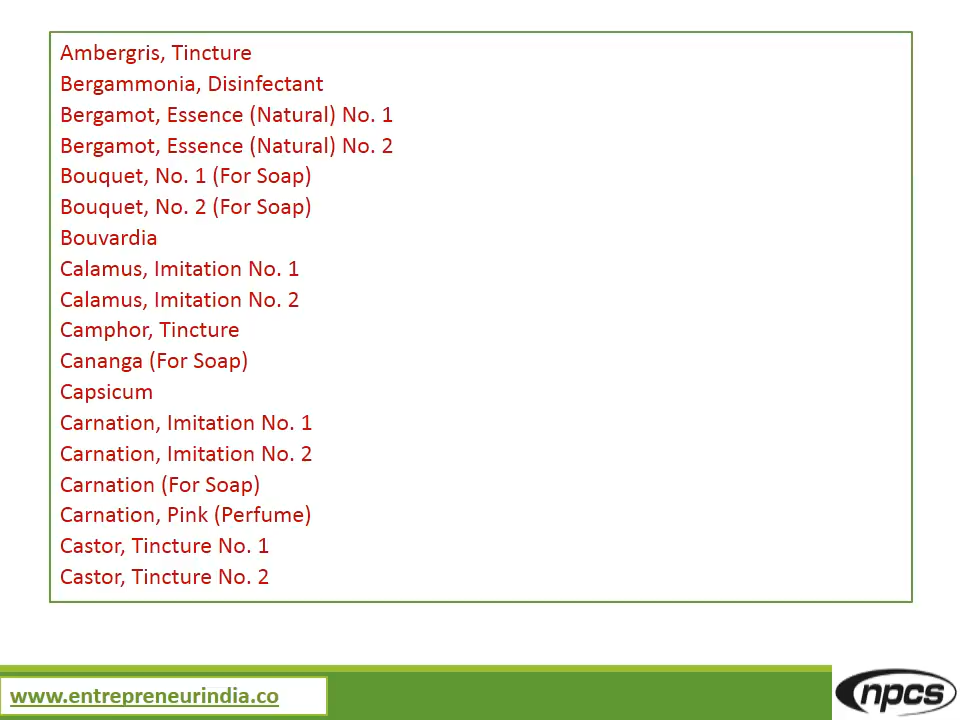 Ambergris, Tincture
Bergammonia, Disinfectant
Bergamot, Essence (Natural) No. 1
Bergamot, Essence (Natural) No. 2
Bouquet, No. 1 (For Soap)
Bouquet, No. 2 (For Soap)
Bouvardia
Calamus, Imitation No. 1
Calamus, Imitation No. 2
Camphor, Tincture
Cananga (For Soap)
Capsicum
Carnation, Imitation No. 1
Carnation, Imitation No. 2
Carnation (For Soap)
Carnation, Pink (Perfume)
Castor, Tincture No. 1
Castor, Tincture No. 2
www.entrepreneurindia.co
npcs